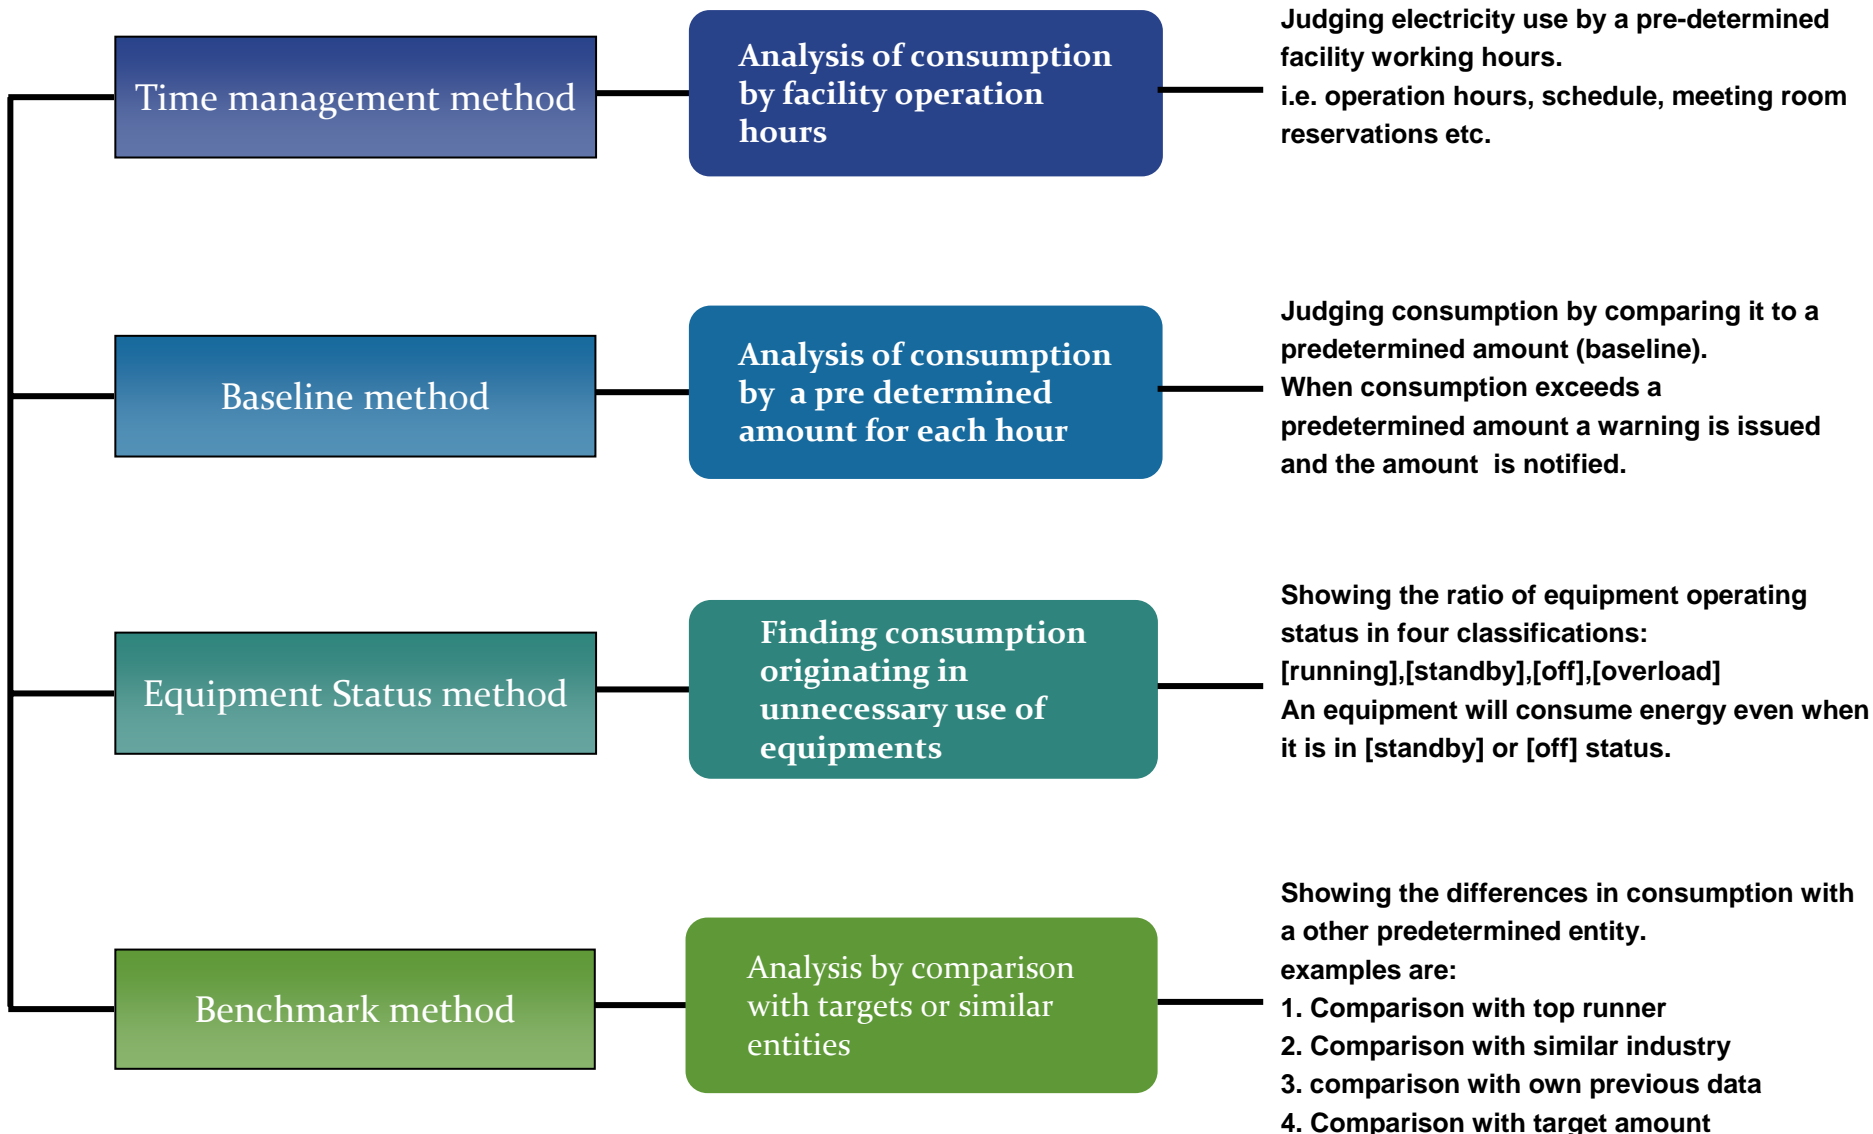 Time management method
Analysis of consumption
by facility operation
hours
Judging electricity use by a pre-determined
facility working hours.
i.e. operation hours, schedule, meeting room
reservations etc.
Baseline method
Analysis of consumption
by  a pre determined
amount for each hour
Judging consumption by comparing it to a
predetermined amount (baseline).
When consumption exceeds a
predetermined amount a warning is issued
and the amount  is notified.
Equipment Status method
Finding consumption
originating in
unnecessary use of
equipments
Showing the ratio of equipment operating
status in four classifications:
[running],[standby],[off],[overload]
An equipment will consume energy even when
it is in [standby] or [off] status.
Benchmark method
Analysis by comparison
with targets or similar
entities
Showing the differences in consumption with
a other predetermined entity.
examples are:
1. Comparison with top runner
2. Comparison with similar industry
3. comparison with own previous data
4. Comparison with target amount